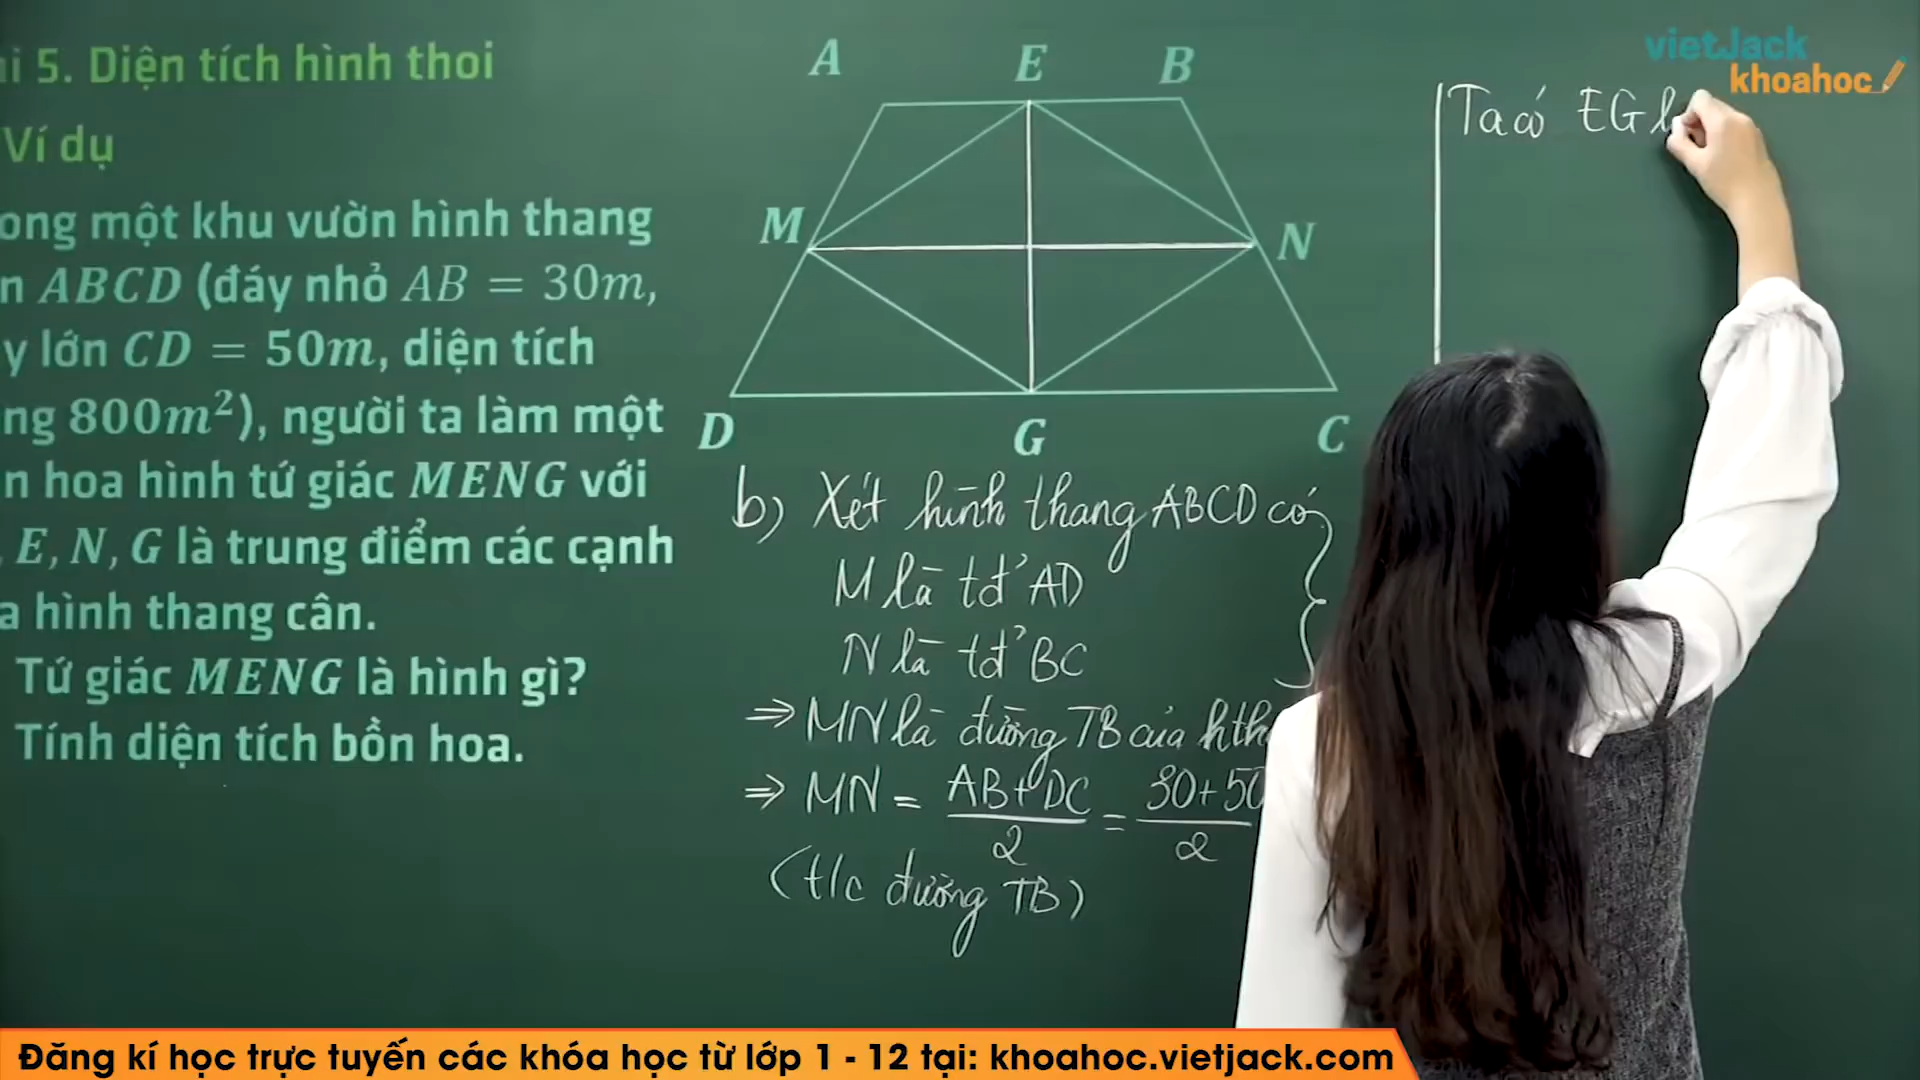 ài 5. Diện tích hình thoi
Ví dụ
ong một khu vườn hình thang
n ABCD (đáy nhỏ AB = 30m,
y lớn CD = 50m, diện tích
ng 800m²), người ta làm một
n hoa hình tứ giác MENG với
, E, N, G là trung điểm các cạnh
a hình thang cân.
Tứ giác MENG là hình gì?
Tính diện tích bồn hoa.
A E B
M N
D G C
b) Xét hình thang ABCD có
M là tđ' AD
N là tđ' BC
⇒ MN là đường TB của hth
⇒ MN = (AB+DC)/2 = (30+50)/2
(t/c đường TB)
Ta có EG l
vietJack
khoahoc
Đăng kí học trực tuyến các khóa học từ lớp 1 - 12 tại: khoahoc.vietjack.com